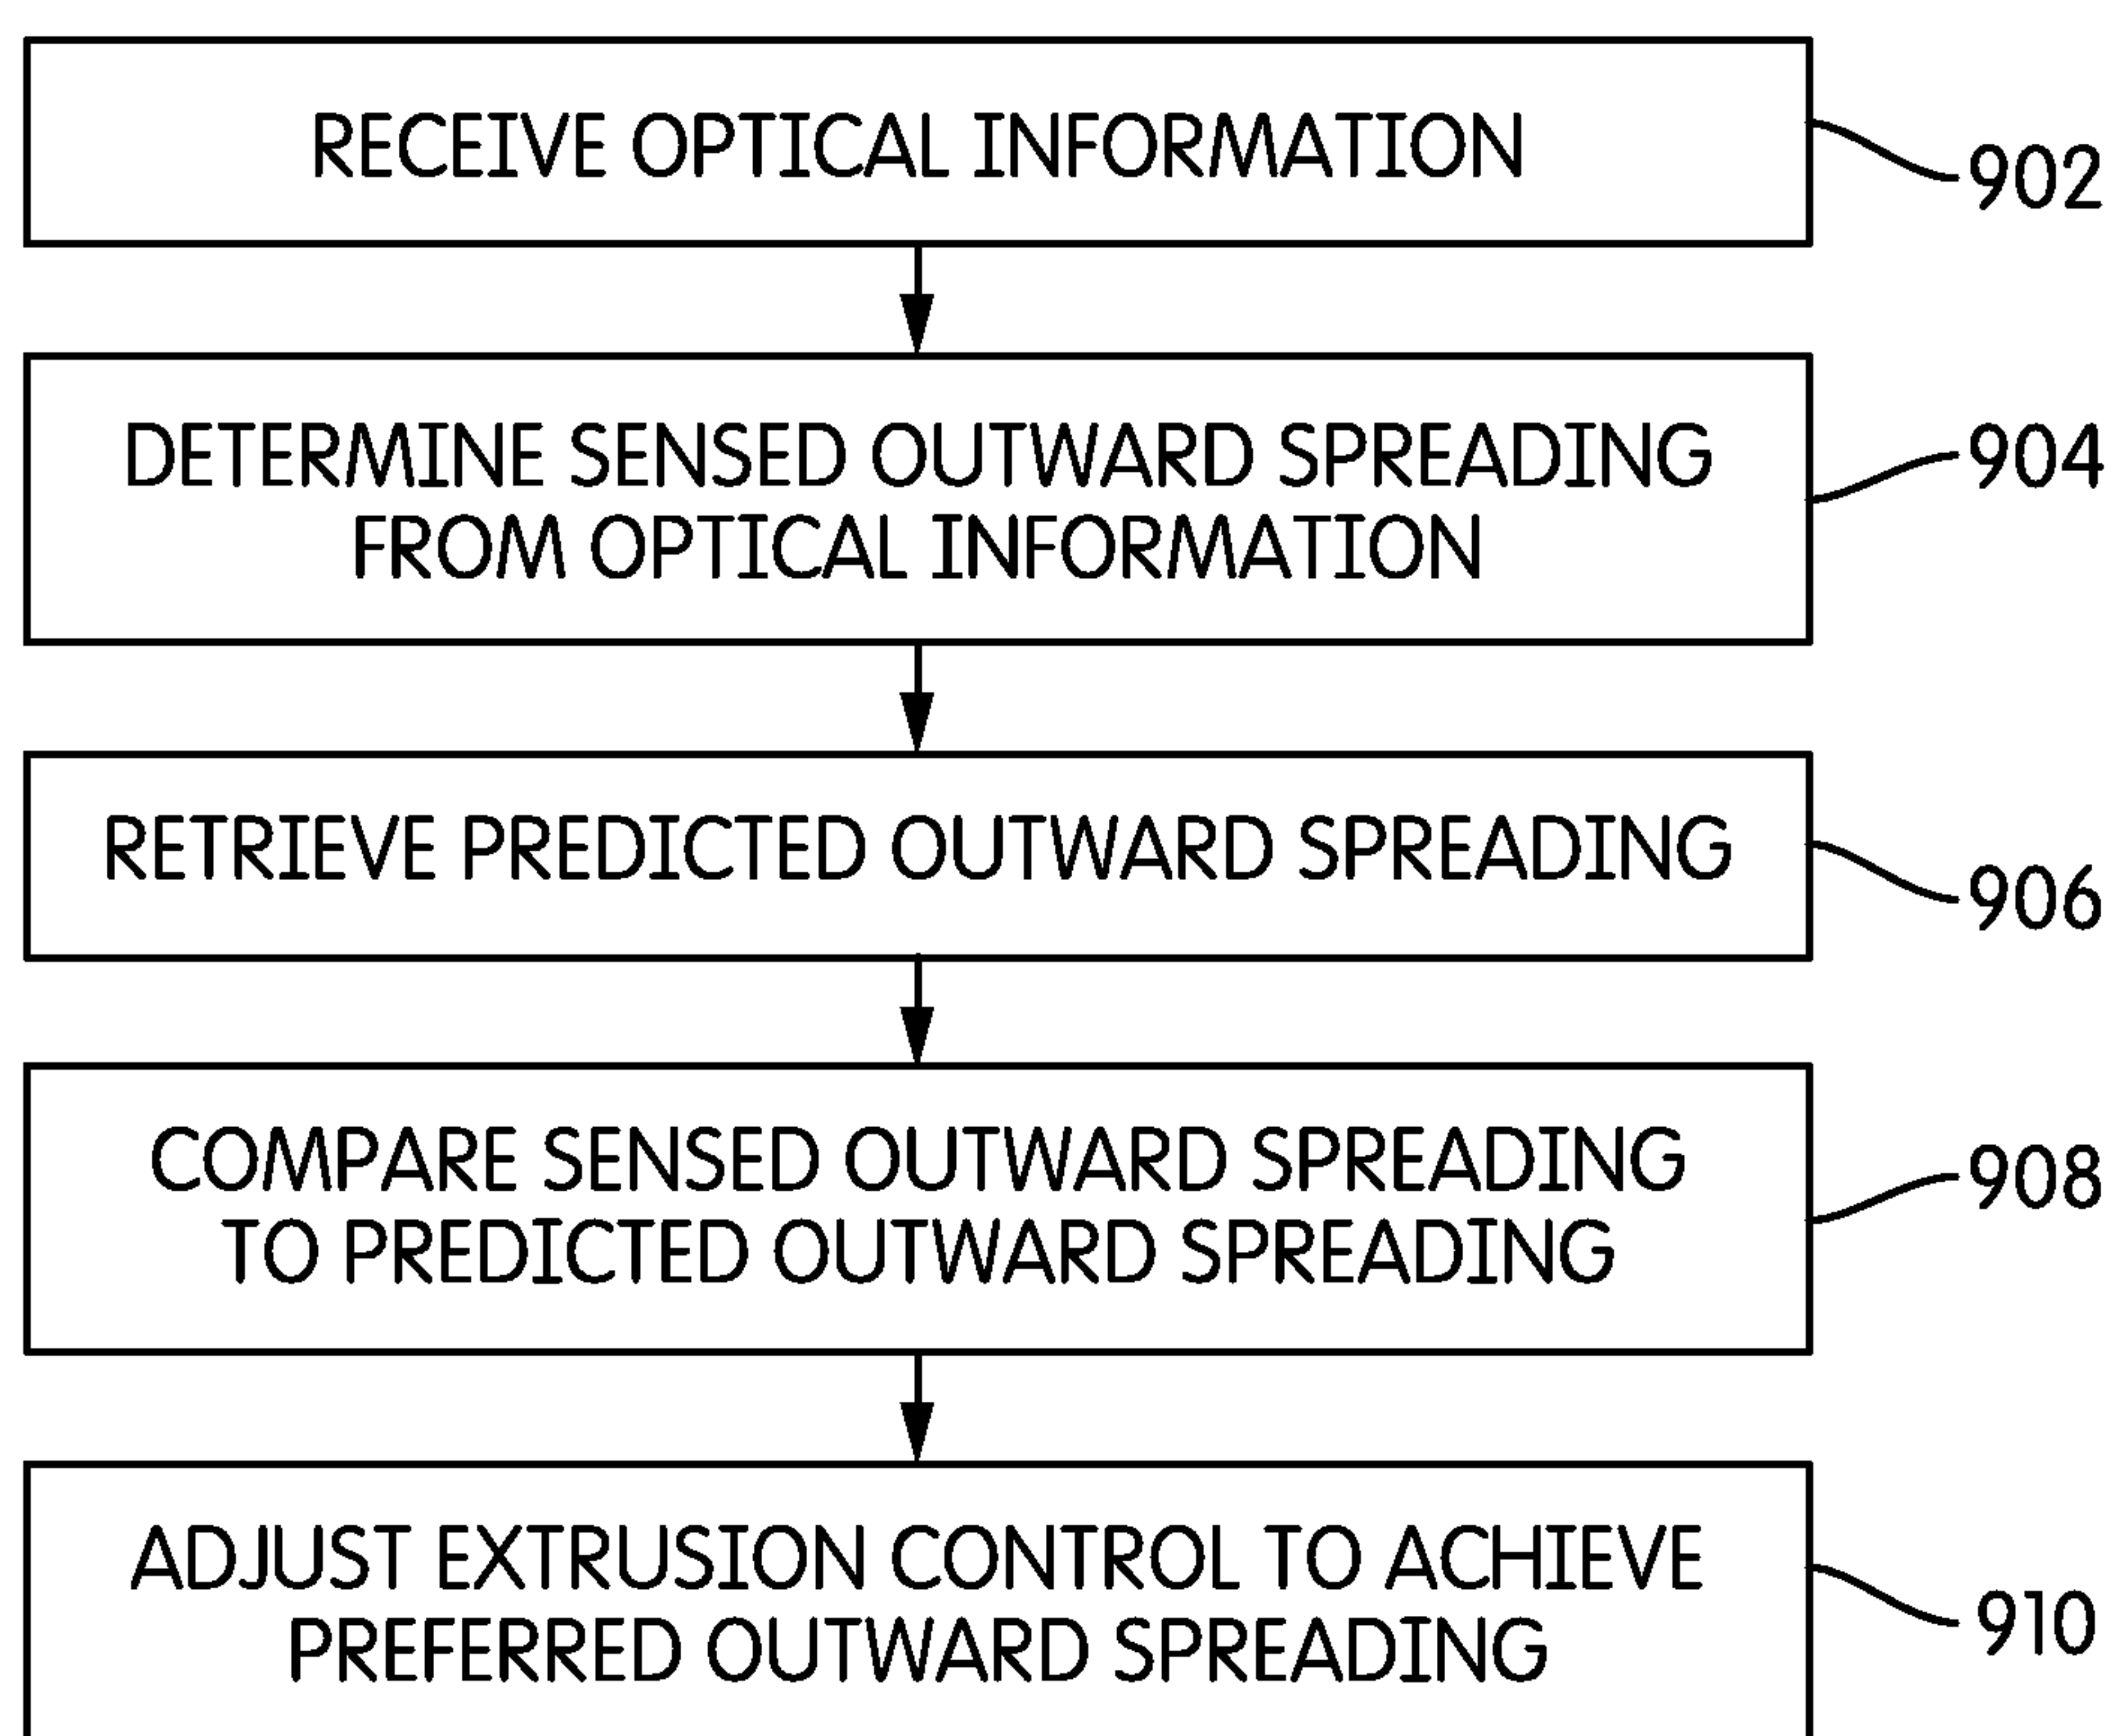 RECEIVE OPTICAL INFORMATION
902
DETERMINE SENSED OUTWARD SPREADING
FROM OPTICAL INFORMATION
904
RETRIEVE PREDICTED OUTWARD SPREADING
906
COMPARE SENSED OUTWARD SPREADING
TO PREDICTED OUTWARD SPREADING
908
ADJUST EXTRUSION CONTROL TO ACHIEVE
PREFERRED OUTWARD SPREADING
910